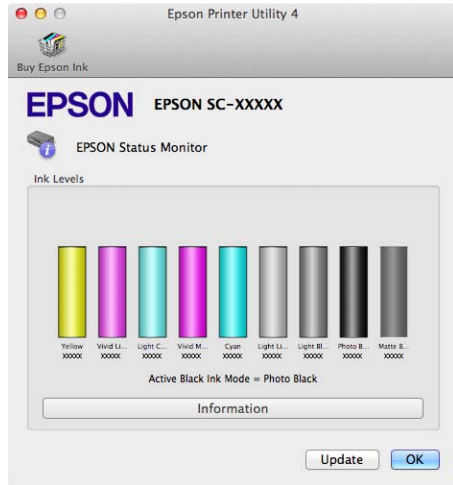 Epson Printer Utility 4
Buy Epson Ink
EPSON EPSON SC-XXXXX
EPSON Status Monitor
Ink Levels
Yellow Vivid Li... Light C... Vivid M... Cyan Light Li... Light Bl... Photo B... Matte B...
XXXXX XXXXX XXXXX XXXXX XXXXX XXXXX XXXXX XXXXX XXXXX
Active Black Ink Mode = Photo Black
Information
Update OK